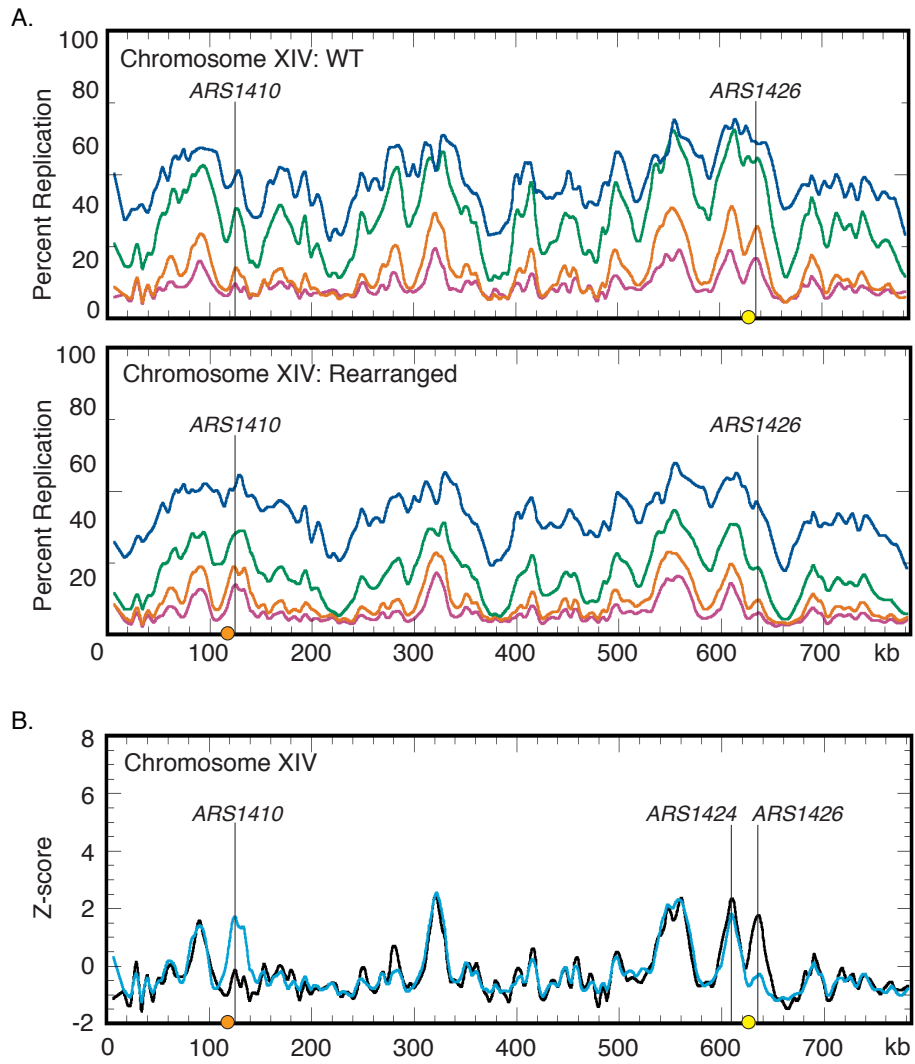 A.
100
Chromosome XIV: WT
ARS1410
ARS1426
80
60
40
20
0
Percent Replication
100
Chromosome XIV: Rearranged
ARS1410
ARS1426
80
60
40
20
Percent Replication
0 100 200 300 400 500 600 700 kb
B.
8
Chromosome XIV
6
ARS1410
ARS1424 ARS1426
4
2
0
-2
Z-score
0 100 200 300 400 500 600 700 kb